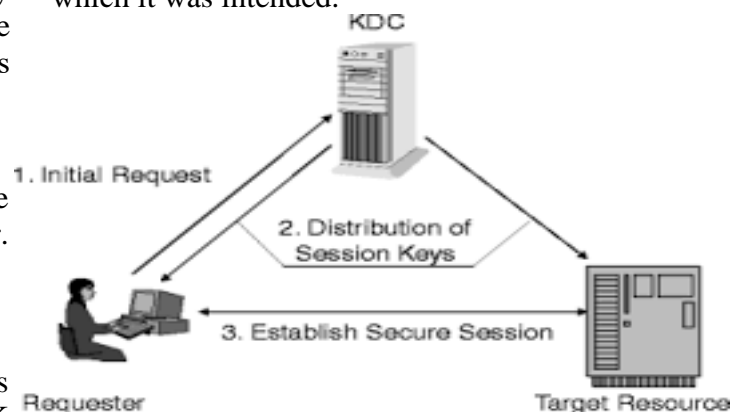 which it was intended.
e
KDC
s
1. Initial Request
e
2. Distribution of
Session Keys
r.
3. Establish Secure Session
s
Requester
Target Resource